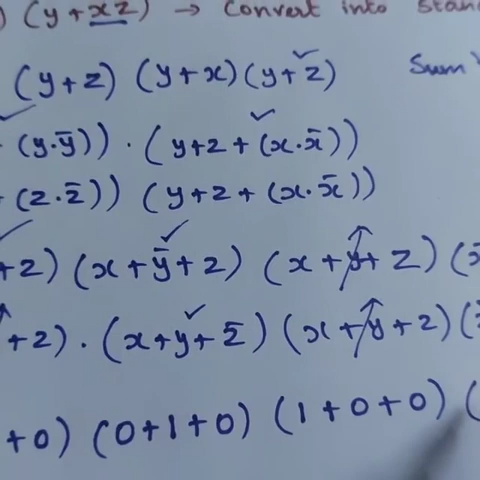 ) (y + xz) → Convert into Stan
(y+z) (y+x) (y+z) Sum
(y·ȳ)) · (y+z + (x·x̄))
(z·z̄)) (y+z + (x·x̄))
+z) (x+ȳ+z) (x+y+z) (x̄
+z) · (x+y+z̄) (x+y+z) (
+0) (0+1+0) (1+0+0) (